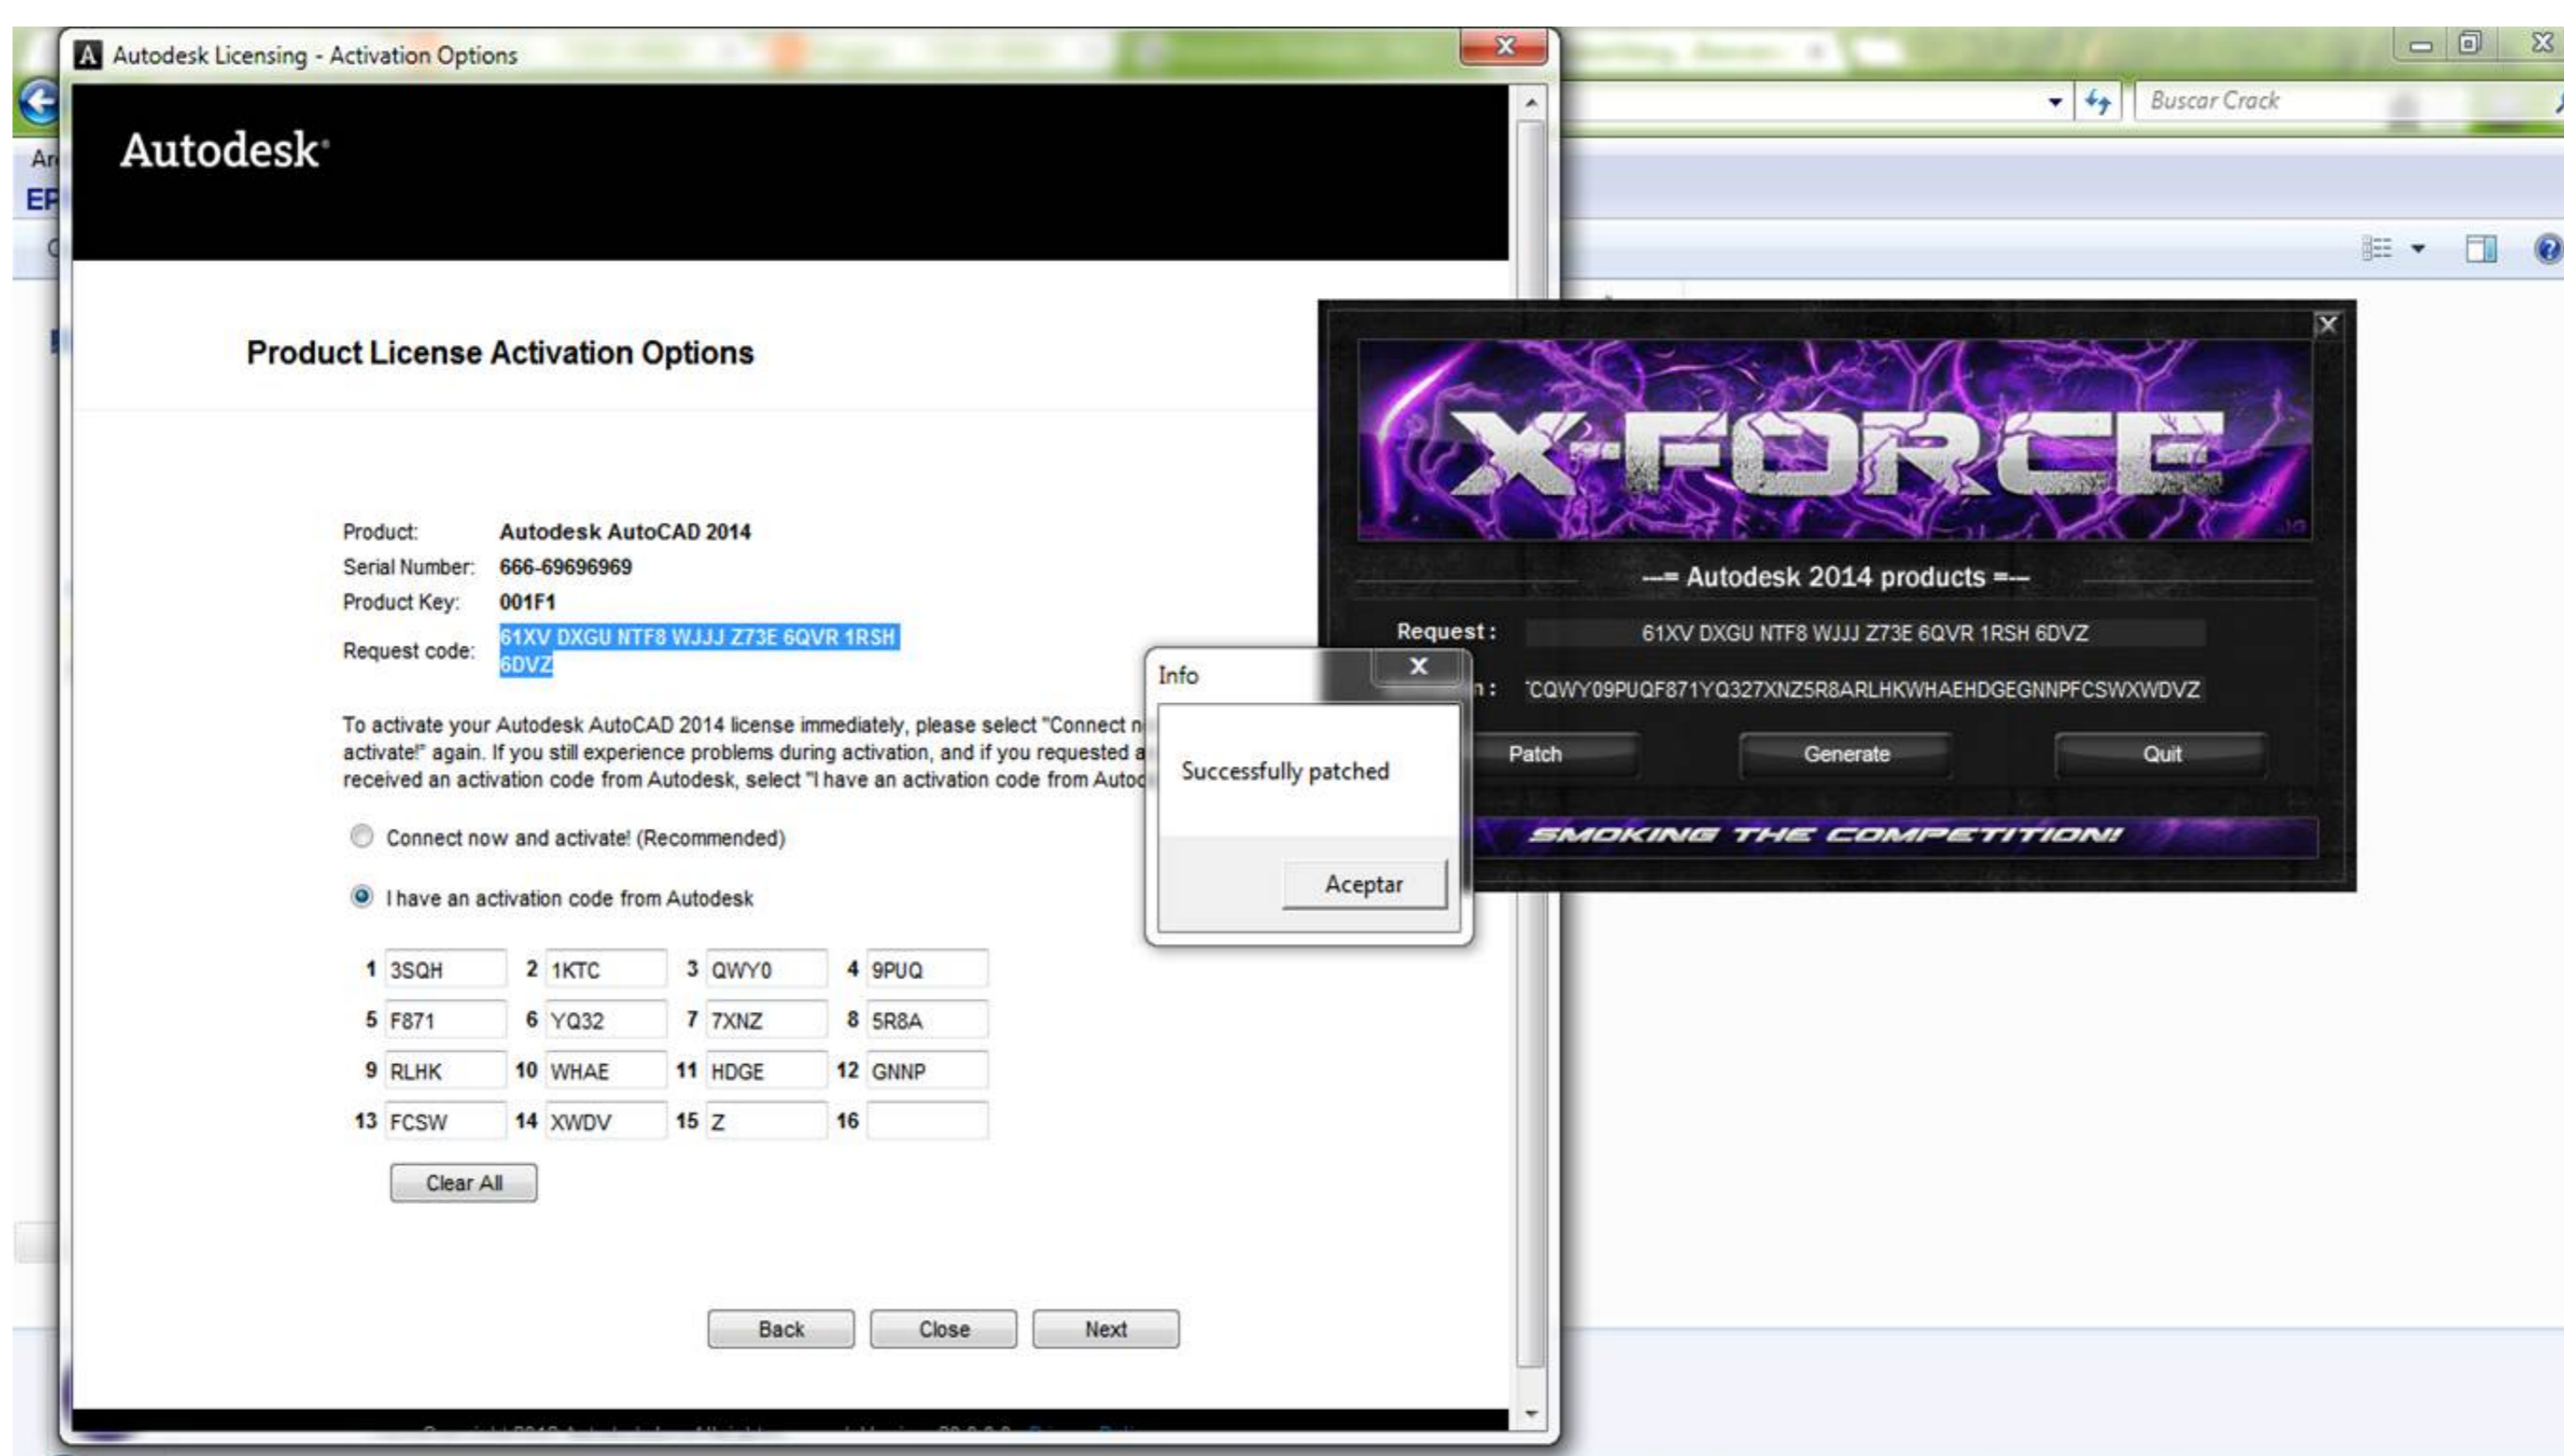 Autodesk Licensing - Activation Options
Buscar Crack
Autodesk
Product License Activation Options
Product: Autodesk AutoCAD 2014
Serial Number: 666-69696969
Product Key: 001F1
Request code: 61XV DXGU NTF8 WJJJ Z73E 6QVR 1RSH
6DVZ
To activate your Autodesk AutoCAD 2014 license immediately, please select "Connect
activate!" again. If you still experience problems during activation, and if you requested a
received an activation code from Autodesk, select "I have an activation code from
Connect now and activate! (Recommended)
I have an activation code from Autodesk
1 3SQH 2 1KTC 3 QWY0 4 9PUQ
5 F871 6 YQ32 7 7XNZ 8 5R8A
9 RLHK 10 WHAE 11 HDGE 12 GNNP
13 FCSW 14 XWDV 15 Z 16
Clear All
Back Close Next
X-FORCE
---= Autodesk 2014 products =---
Request: 61XV DXGU NTF8 WJJJ Z73E 6QVR 1RSH 6DVZ
CQWY09PUQF871YQ327XNZ5R8ARLHKWHAEHDGEGNNPFCSWXWDVZ
Patch Generate Quit
SMOKING THE COMPETITION!
Info
Successfully patched
Aceptar